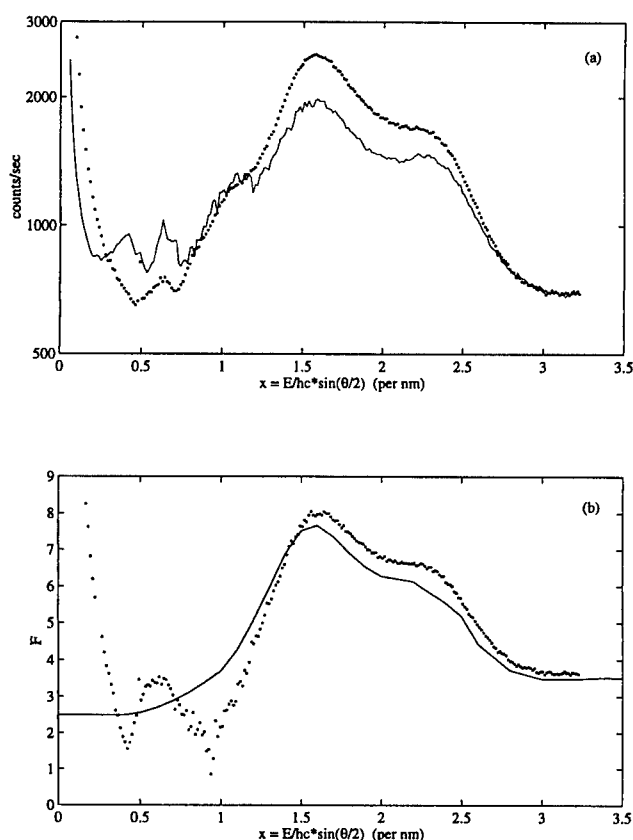 3000
(a)
2000
counts/sec
1000
500
0 0.5 1 1.5 2 2.5 3 3.5
x = E/hc*sin(θ/2) (per nm)
9
(b)
8
7
6
5
F
4
3
2
1
0
0 0.5 1 1.5 2 2.5 3 3.5
x = E/hc*sin(θ/2) (per nm)